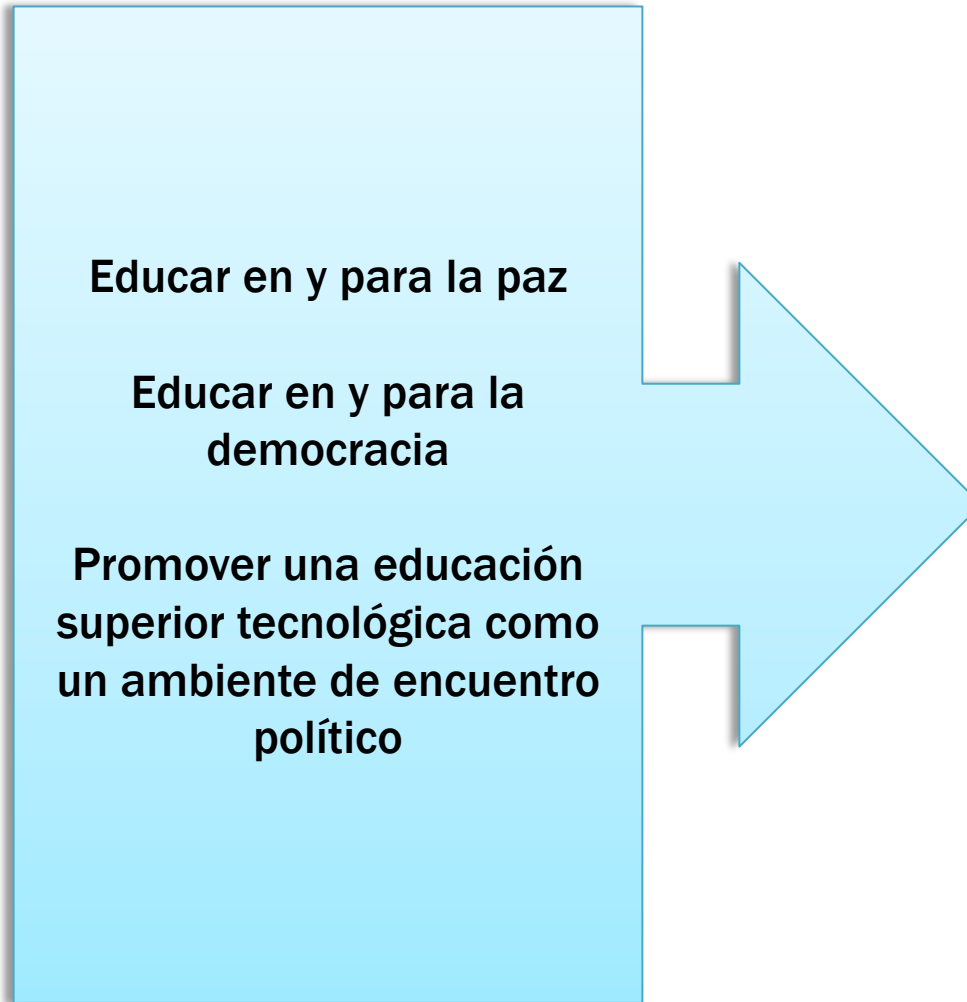 Educar en y para la paz
Educar en y para la
democracia
Promover una educación
superior tecnológica como
un ambiente de encuentro
político